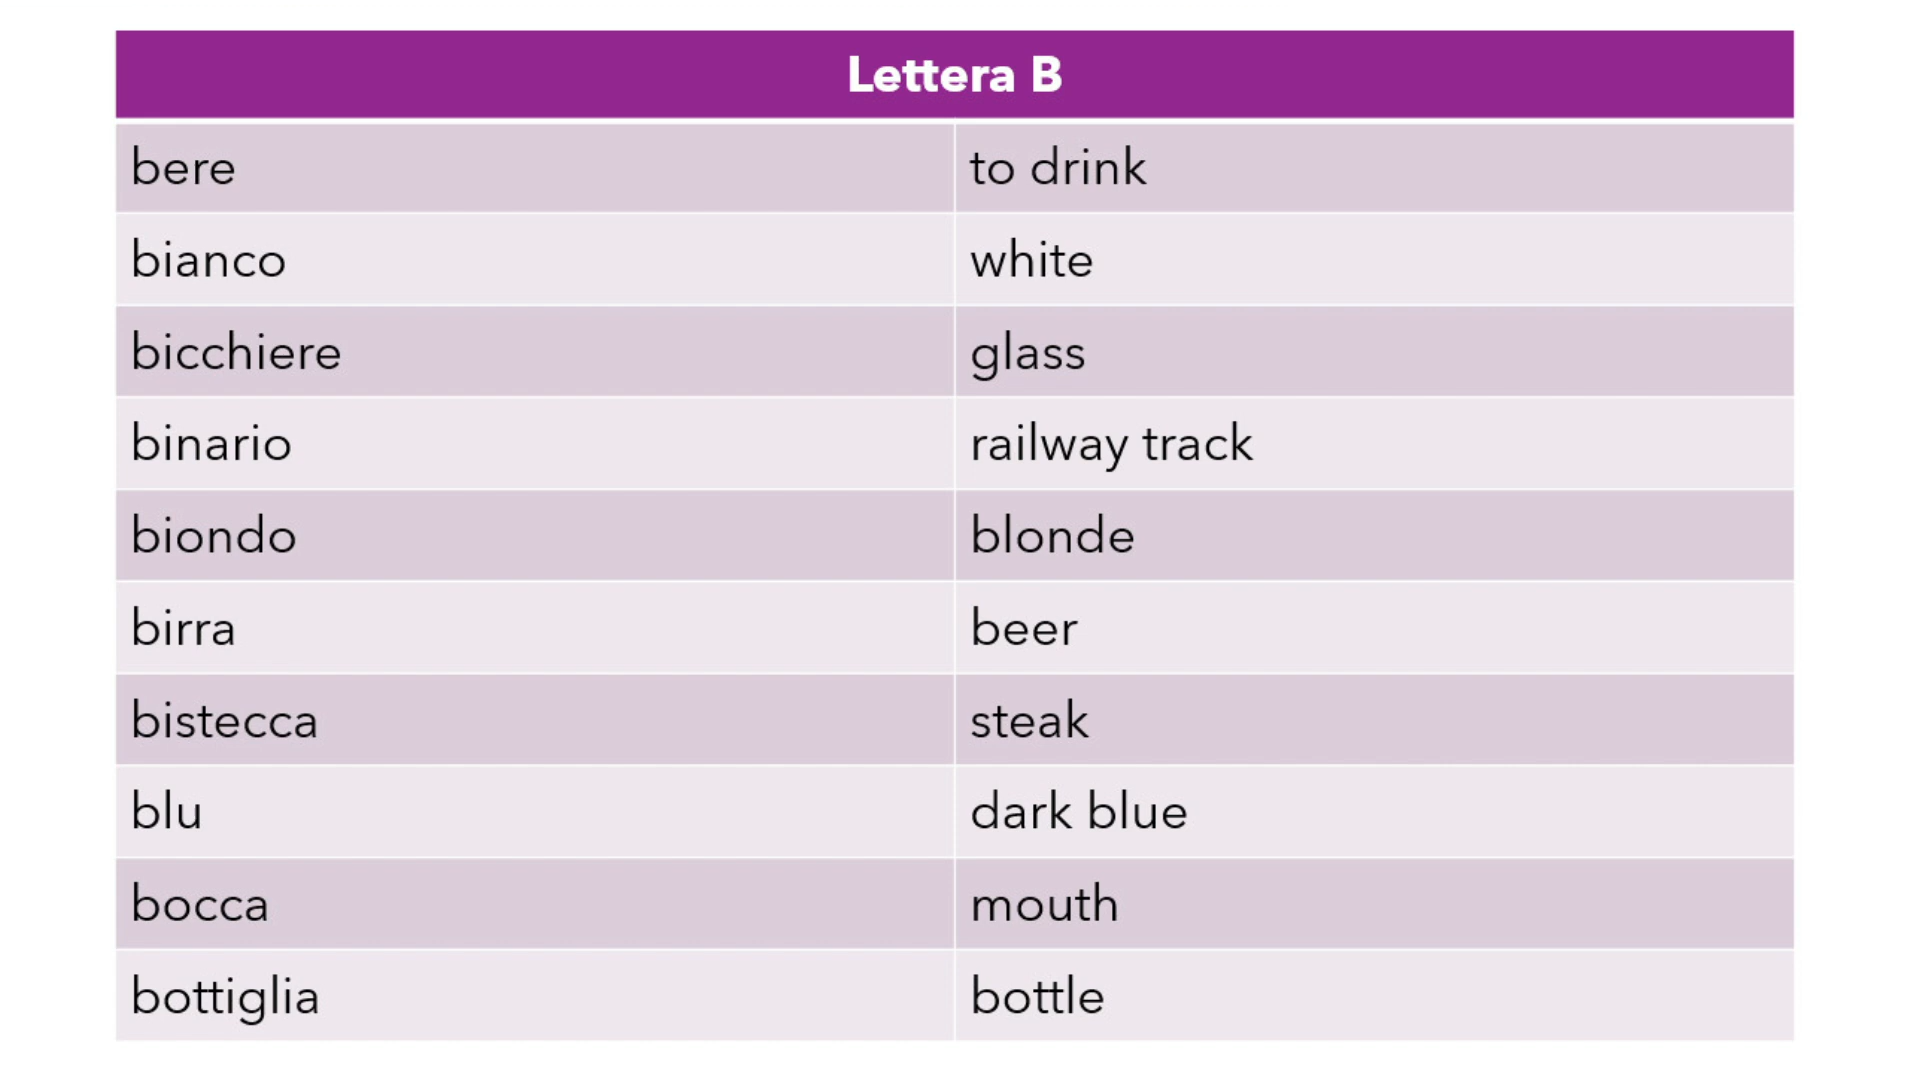 Lettera B
bere to drink
bianco white
bicchiere glass
binario railway track
biondo blonde
birra beer
bistecca steak
blu dark blue
bocca mouth
bottiglia bottle